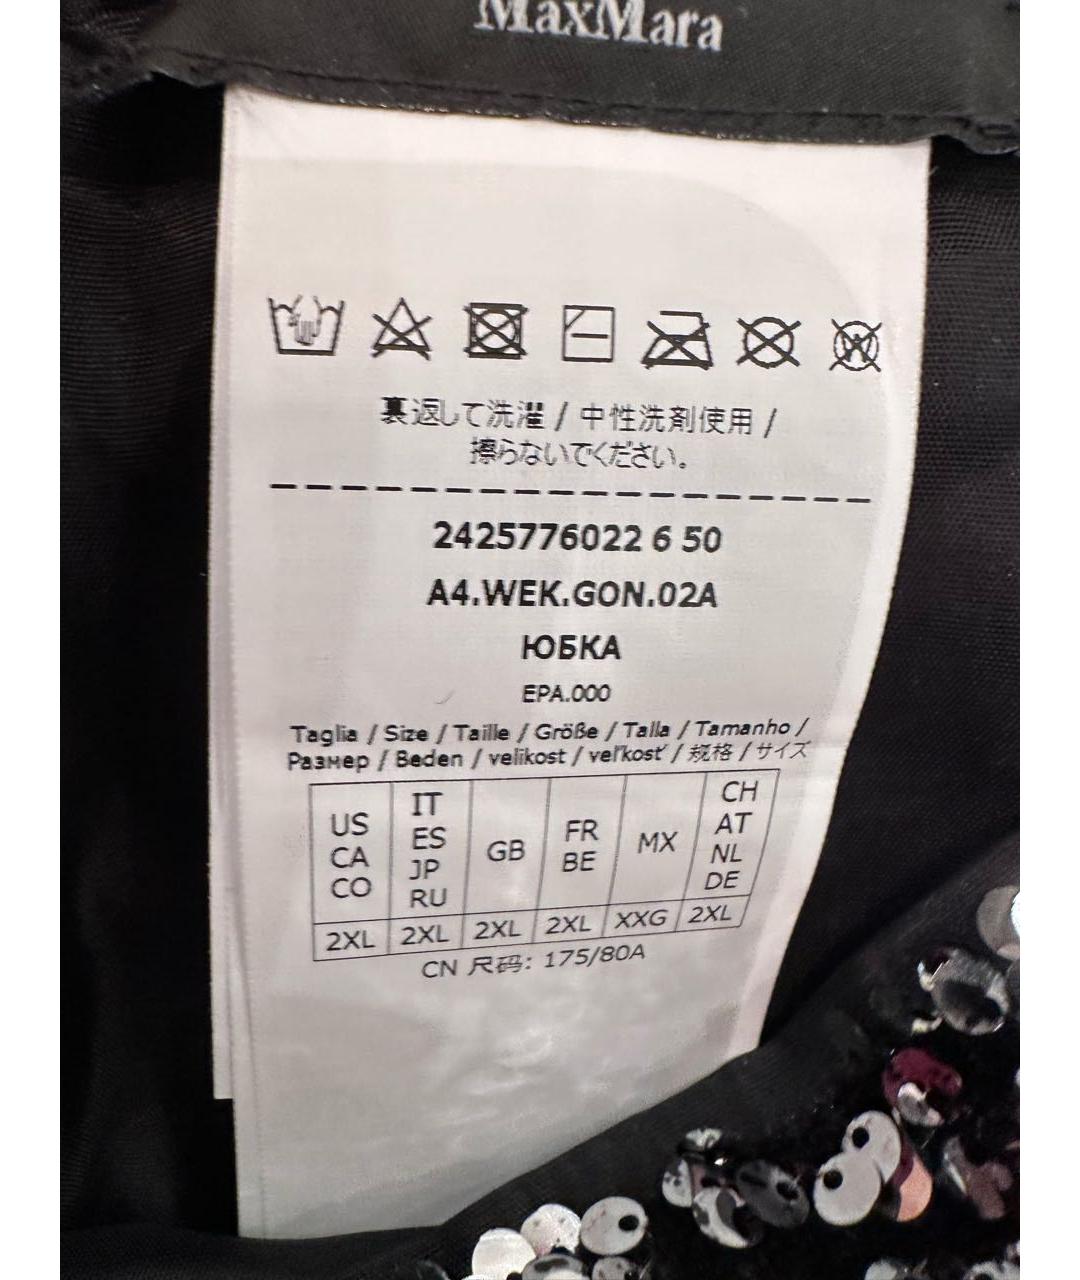 MaxMara
裏返して洗濯 / 中性洗剤使用 /
擦らないでください。
2425776022 6 50
A4.WEK.GON.02A
ЮБКА
EPA.000
Taglia / Size / Taille / Größe / Talla / Tamanho /
Размер / Beden / velikost / veľkosť / 规格 / サイズ
US CA CO | IT ES JP RU | GB | FR BE | MX | CH AT NL DE
2XL | 2XL | 2XL | 2XL | XXG | 2XL
CN 尺码: 175/80A